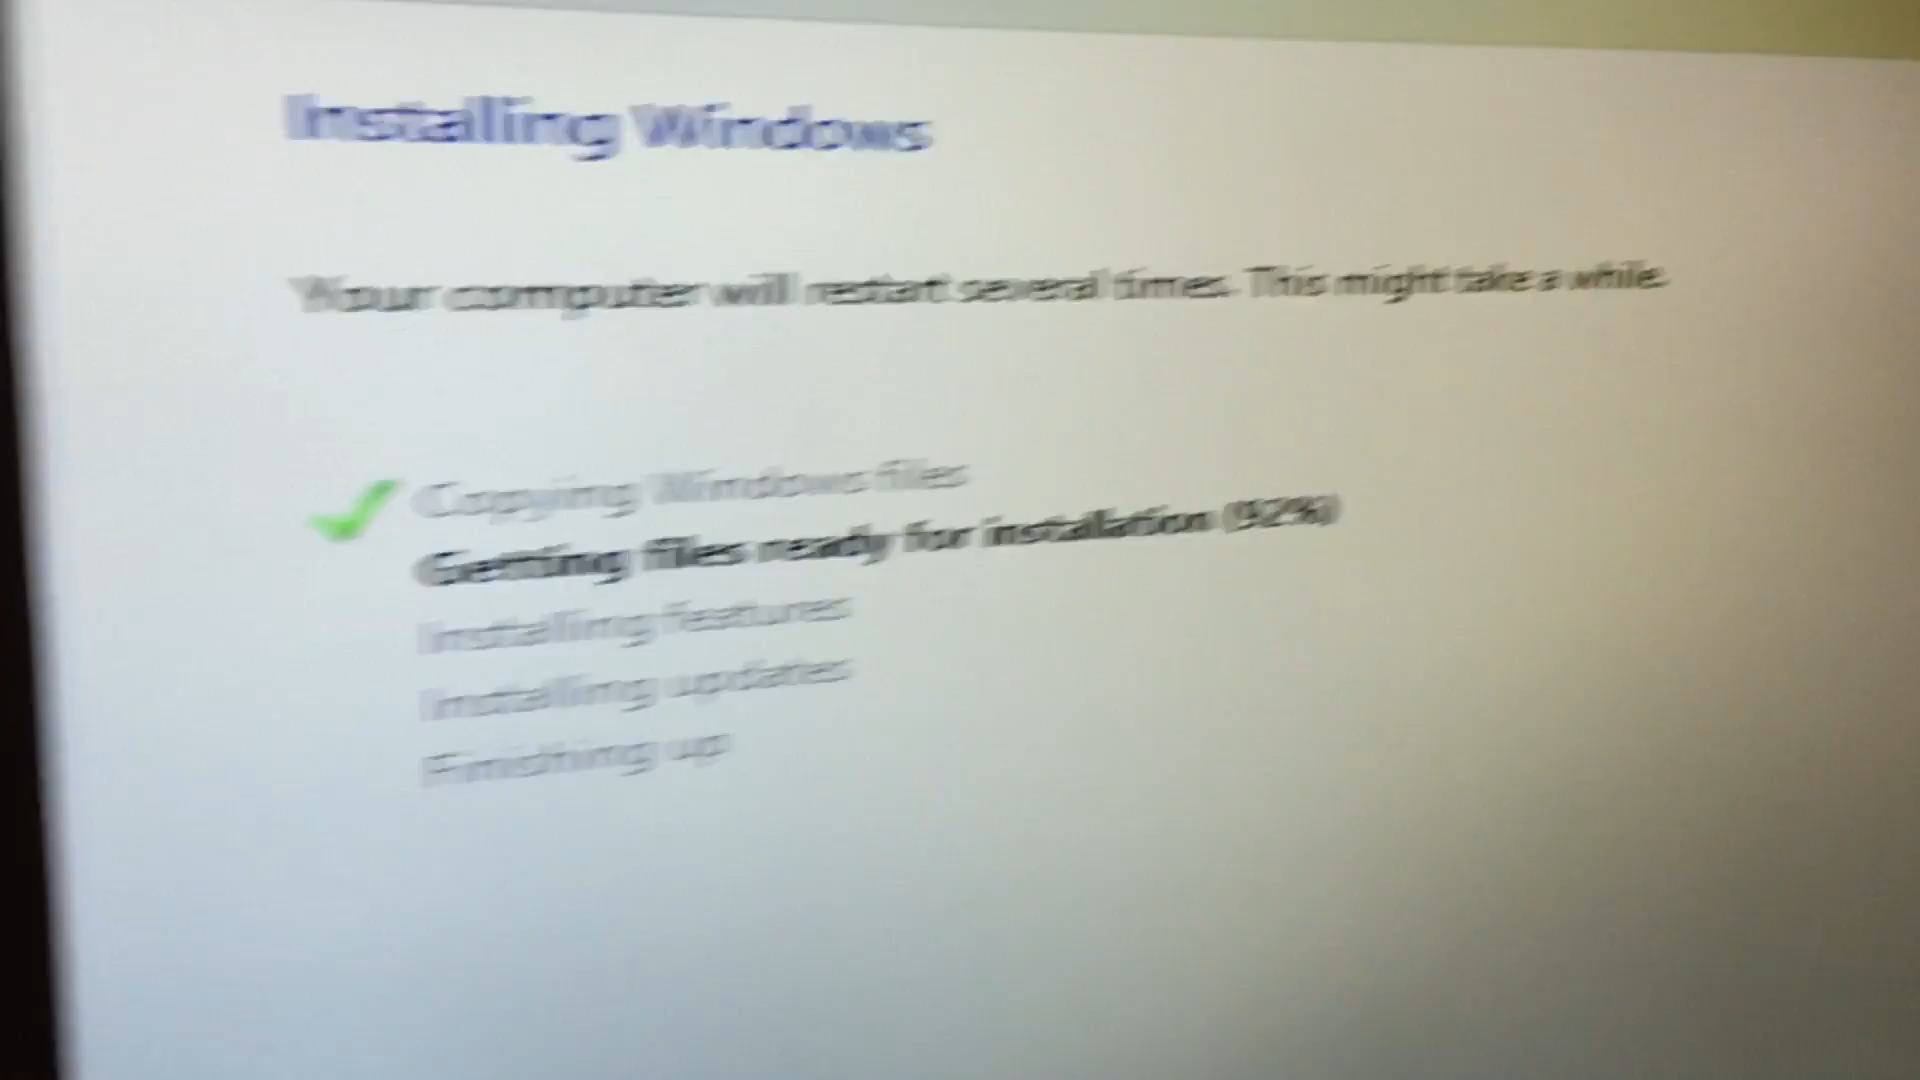 Installing Windows
Your computer will restart several times. This might take a while.
Copying Windows files
Getting files ready for installation (92%)
Installing features
Installing updates
Finishing up